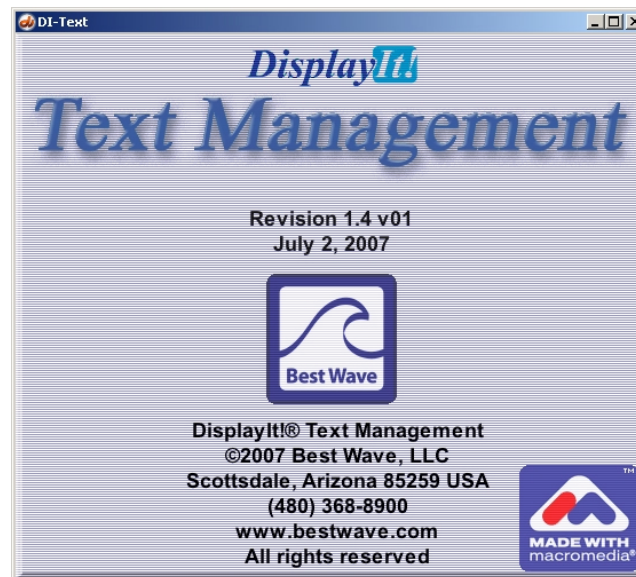 DI-Text
DisplayIt!
Text Management
Revision 1.4 v01
July 2, 2007
Best Wave
DisplayIt!® Text Management
©2007 Best Wave, LLC
Scottsdale, Arizona 85259 USA
(480) 368-8900
www.bestwave.com
All rights reserved
TM
MADE WITH
macromedia®